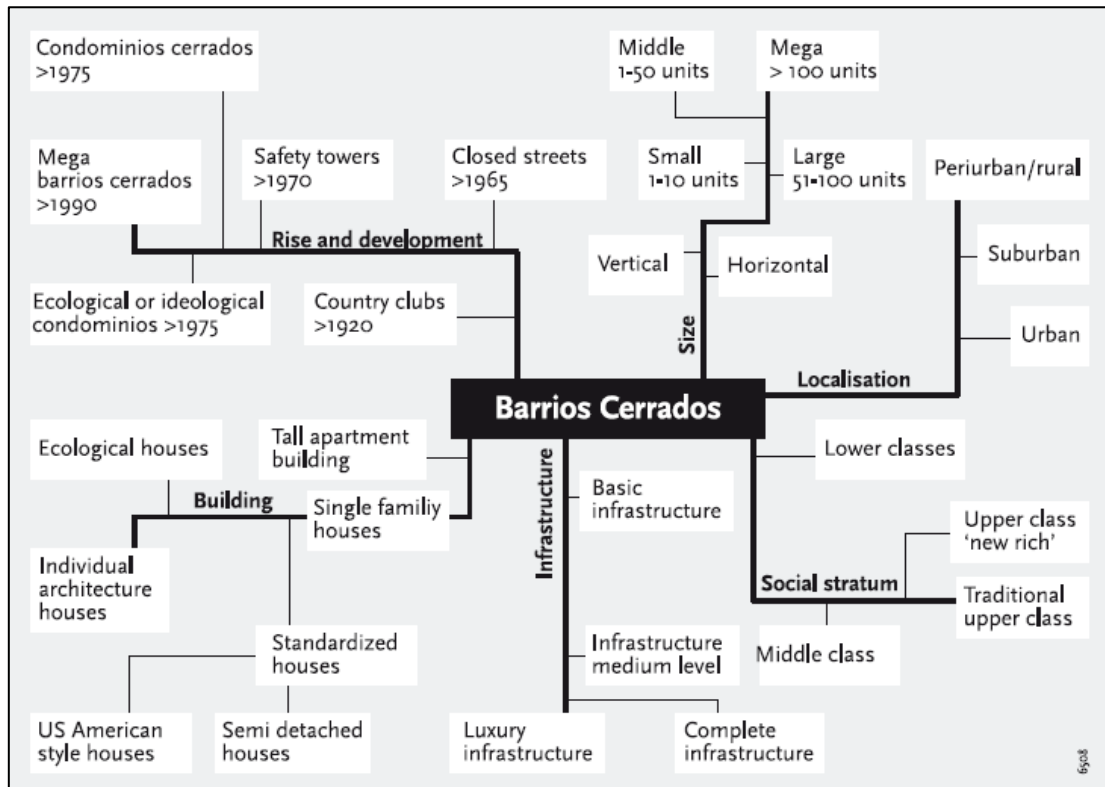 Condominios cerrados
>1975
Middle
1-50 units
Mega
> 100 units
Mega
barrios cerrados
>1990
Safety towers
>1970
Closed streets
>1965
Small
1-10 units
Large
51-100 units
Periurban/rural
Rise and development
Vertical
Horizontal
Suburban
Ecological or ideological
condominios >1975
Country clubs
>1920
Size
Urban
Localisation
Barrios Cerrados
Ecological houses
Tall apartment
building
Lower classes
Building
Single familiy
houses
Infrastructure
Basic
infrastructure
Upper class
'new rich'
Individual
architecture
houses
Social stratum
Traditional
upper class
Standardized
houses
Infrastructure
medium level
Middle class
US American
style houses
Semi detached
houses
Luxury
infrastructure
Complete
infrastructure
6508